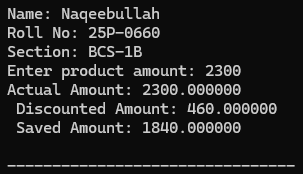 Name: Naqeebullah
Roll No: 25P-0660
Section: BCS-1B
Enter product amount: 2300
Actual Amount: 2300.000000
 Discounted Amount: 460.000000
 Saved Amount: 1840.000000
--------------------------------